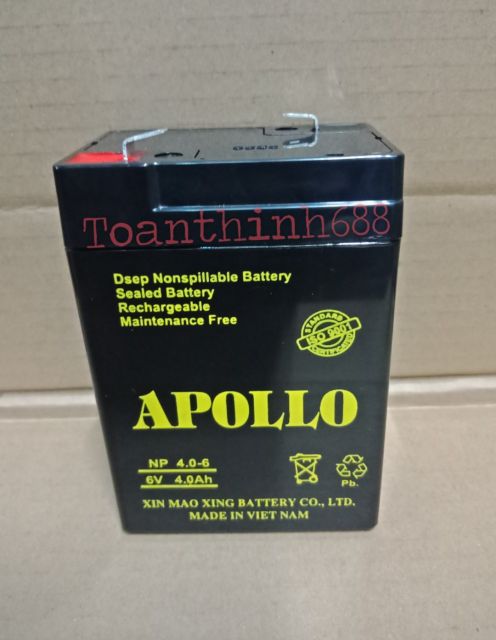 Toanthinh688
Dsep Nonspillable Battery
Sealed Battery
Rechargeable
Maintenance Free
STANDARD
ISO 9001
CERTIFICATED
APOLLO
NP 4.0-6
6V 4.0Ah
Pb.
XIN MAO XING BATTERY CO., LTD.
MADE IN VIET NAM